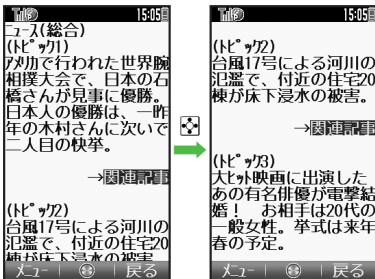 15:05
ニュース(総合)
(トピック1)
アメリカで行われた世界腕
相撲大会で、日本の石
橋さんが見事に優勝。
日本人の優勝は、一昨
年の木村さんに次いで
二人目の快挙。
→関連記事
(トピック2)
台風17号による河川の
氾濫で、付近の住宅20
棟が床下浸水の被害
メニュー
戻る
15:05
(トピック2)
台風17号による河川の
氾濫で、付近の住宅20
棟が床下浸水の被害。
→関連記事
(トピック3)
大ヒット映画に出演した
あの有名俳優が電撃結
婚! お相手は20代の
一般女性。挙式は来年
春の予定。
メニュー
戻る